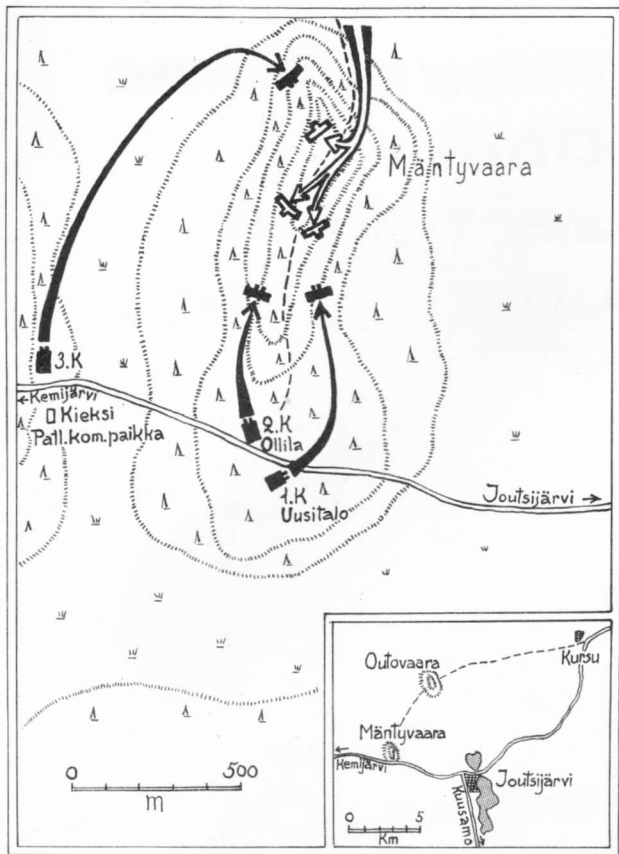 Mäntyvaara
3.K
Kemijärvi
Kieksi
Patl.kom.paikka
2.K
Ollila
1.K
Uusitalo
Joutsijärvi
0 500
m
Outovaara
Kursu
Mäntyvaara
Kemijärvi
Joutsijärvi
Kuusamo
0 5
Km